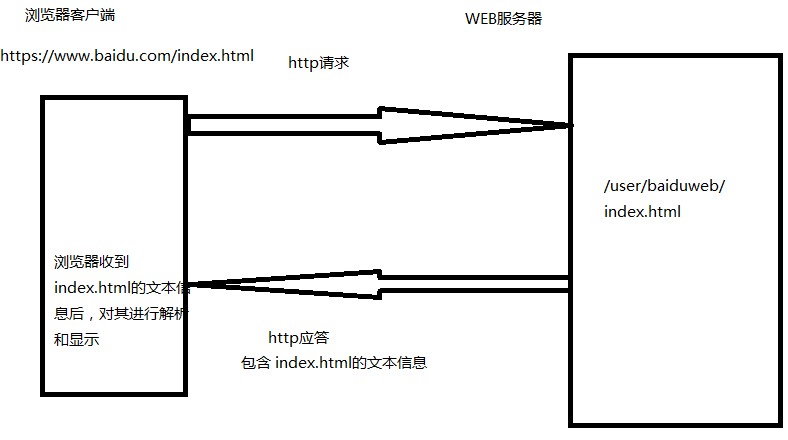 浏览器客户端
WEB服务器
https://www.baidu.com/index.html
http请求
/user/baiduweb/
index.html
浏览器收到
index.html的文本信
息后，对其进行解析
和显示
http应答
包含 index.html的文本信息